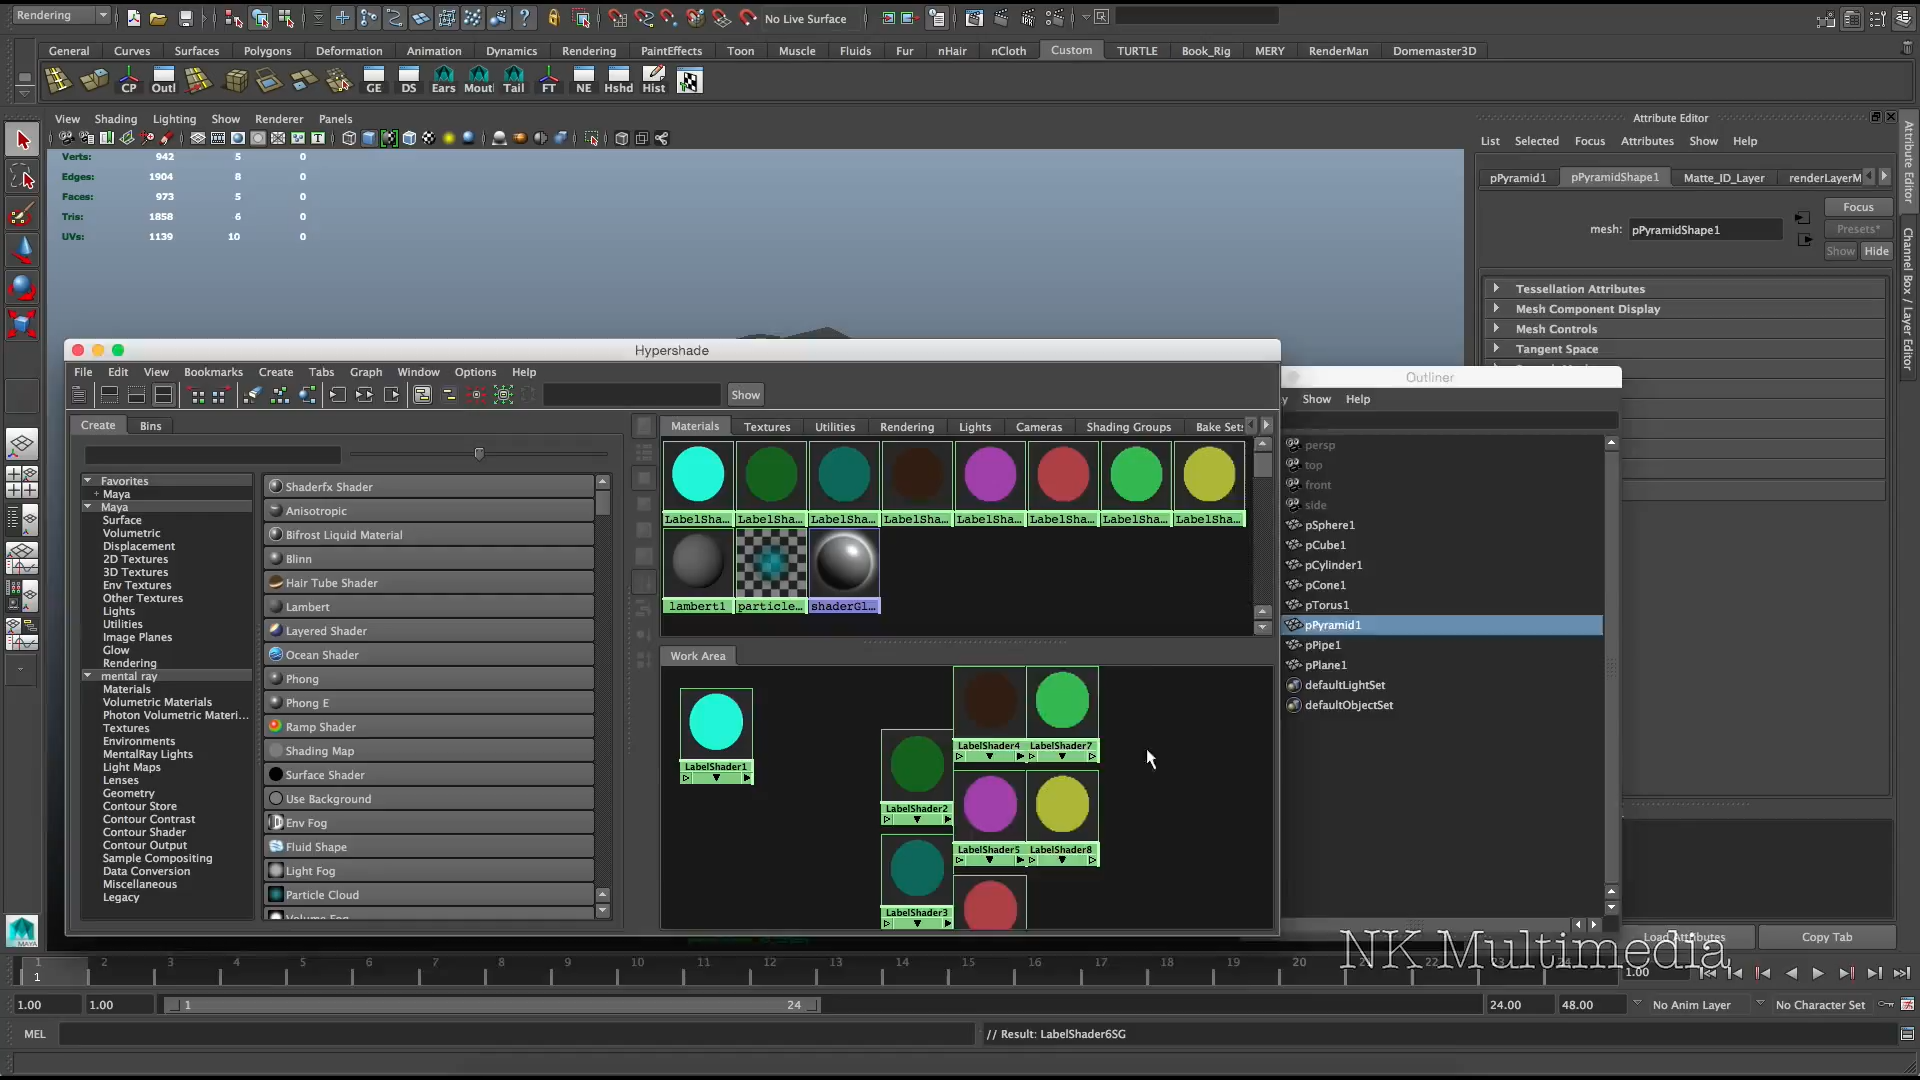 Rendering
No Live Surface
General Curves Surfaces Polygons Deformation Animation Dynamics Rendering PaintEffects Toon Muscle Fluids Fur nHair nCloth Custom TURTLE Book_Rig MERY RenderMan Domemaster3D
CP Outl GE DS Ears Moutl Tail FT NE Hshd Hist
View Shading Lighting Show Renderer Panels
Verts: 942 5 0
Edges: 1904 8 0
Faces: 973 5 0
Tris: 1858 6 0
UVs: 1139 10 0
Attribute Editor
List Selected Focus Attributes Show Help
pPyramid1 pPyramidShape1 Matte_ID_Layer renderLayerM
Focus
mesh: pPyramidShape1
Presets*
Show Hide
Tessellation Attributes
Mesh Component Display
Mesh Controls
Tangent Space
Attribute Editor
Channel Box / Layer Editor
Hypershade
File Edit View Bookmarks Create Tabs Graph Window Options Help
Show
Create Bins
Favorites
+ Maya
Maya
Surface
Volumetric
Displacement
2D Textures
3D Textures
Env Textures
Other Textures
Lights
Utilities
Image Planes
Glow
Rendering
mental ray
Materials
Volumetric Materials
Photon Volumetric Materi...
Textures
Environments
MentalRay Lights
Light Maps
Lenses
Geometry
Contour Store
Contour Contrast
Contour Shader
Contour Output
Sample Compositing
Data Conversion
Miscellaneous
Legacy
Shaderfx Shader
Anisotropic
Bifrost Liquid Material
Blinn
Hair Tube Shader
Lambert
Layered Shader
Ocean Shader
Phong
Phong E
Ramp Shader
Shading Map
Surface Shader
Use Background
Env Fog
Fluid Shape
Light Fog
Particle Cloud
Volume Fog
Materials Textures Utilities Rendering Lights Cameras Shading Groups Bake Sets
LabelSha... LabelSha... LabelSha... LabelSha... LabelSha... LabelSha... LabelSha... LabelSha...
lambert1 particle... shaderGl...
Work Area
LabelShader1
LabelShader4 LabelShader7
LabelShader2
LabelShader5 LabelShader8
LabelShader3
Outliner
y Show Help
persp
top
front
side
pSphere1
pCube1
pCylinder1
pCone1
pTorus1
pPyramid1
pPipe1
pPlane1
defaultLightSet
defaultObjectSet
Load Attributes Copy Tab
NK Multimedia
1 2 3 4 5 6 7 8 9 10 11 12 13 14 15 16 17 18 19 20 21 22 23 24
1
1.00
1.00 1.00 1 24 24.00 48.00 No Anim Layer No Character Set
MEL // Result: LabelShader6SG
MAYA